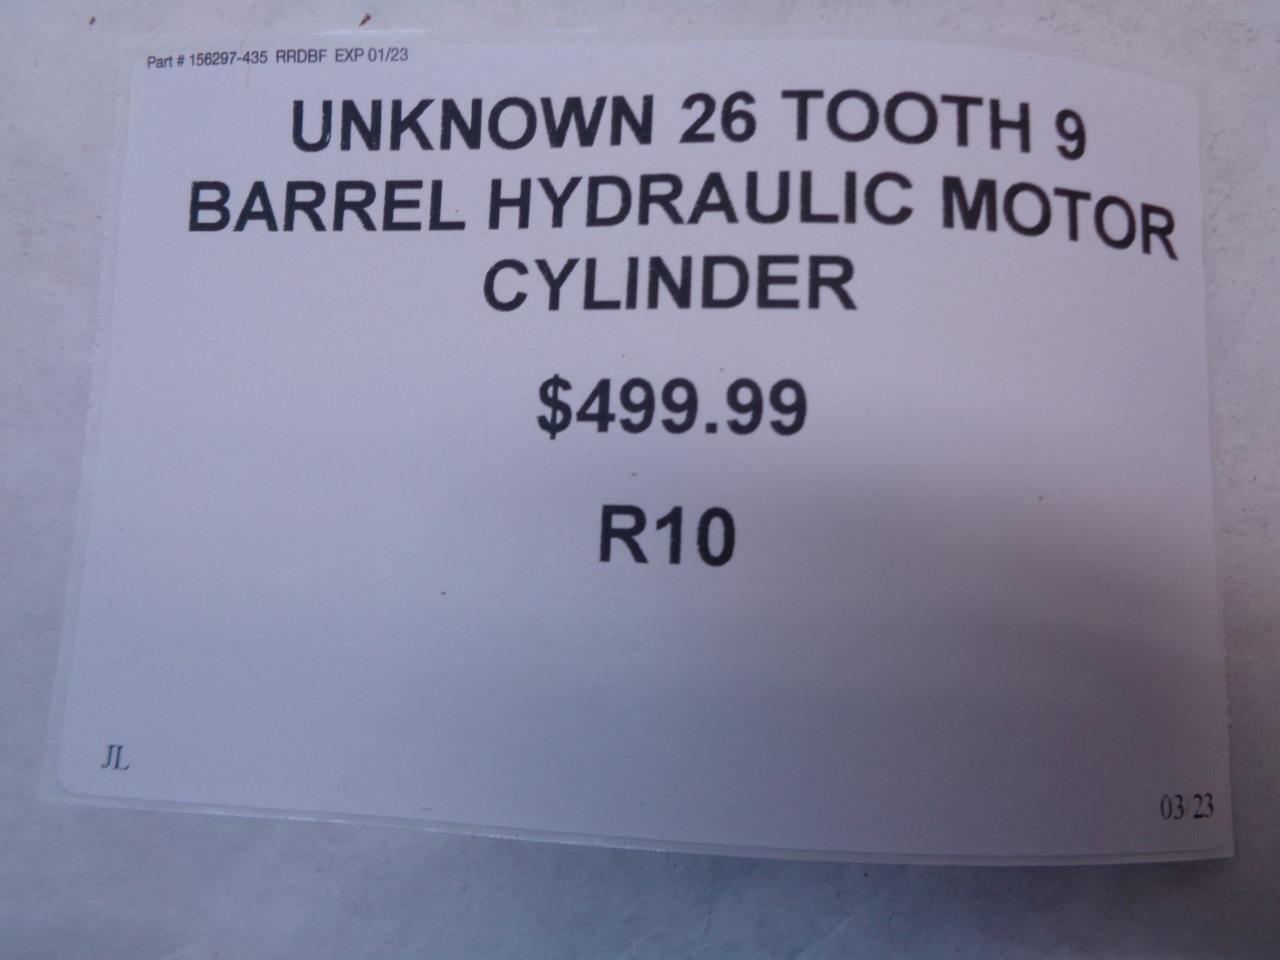 Part # 156297-435 RRDBF EXP 01/23
UNKNOWN 26 TOOTH 9
BARREL HYDRAULIC MOTOR
CYLINDER
$499.99
R10
JL
03/23